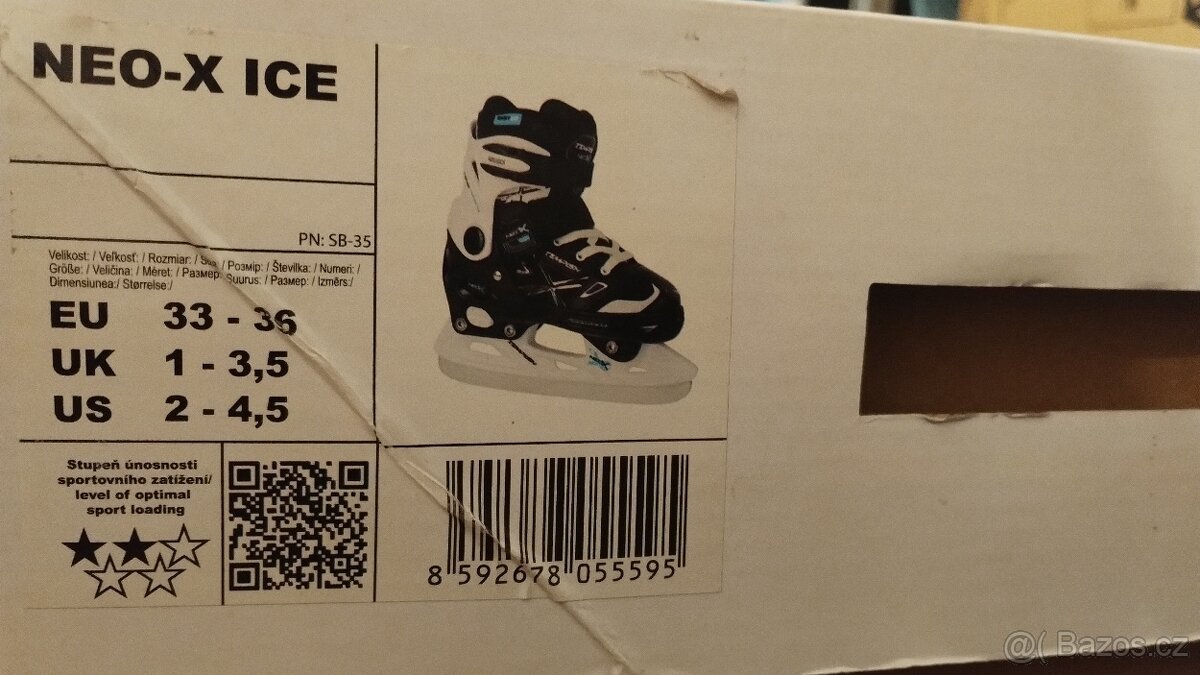 NEO-X ICE
PN: SB-35
Velikost: / Veľkosť: / Rozmiar: / / Розмір: / Številka: / Numeri: /
Größe: / Veličina: / Méret: / Размер: Suurus: / Размер: / Izmērs:/
Dimensiunea:/ Størrelse:/
EU 33 - 36
UK 1 - 3,5
US 2 - 4,5
Stupeň únosnosti
sportovního zatížení/
level of optimal
sport loading
8 592678 055595
TEMPISH
@( Bazos.cz